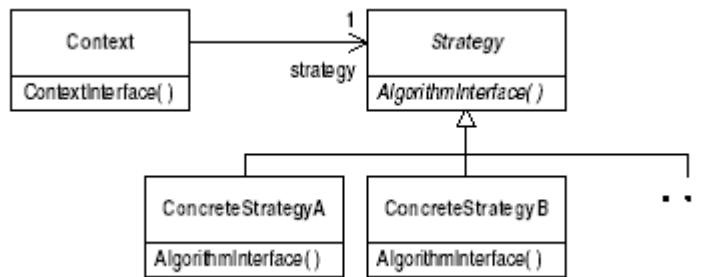 1
Context
Strategy
strategy
ContextInterface( )
AlgorithmInterface( )
ConcreteStrategyA
ConcreteStrategyB
. .
AlgorithmInterface( )
AlgorithmInterface( )